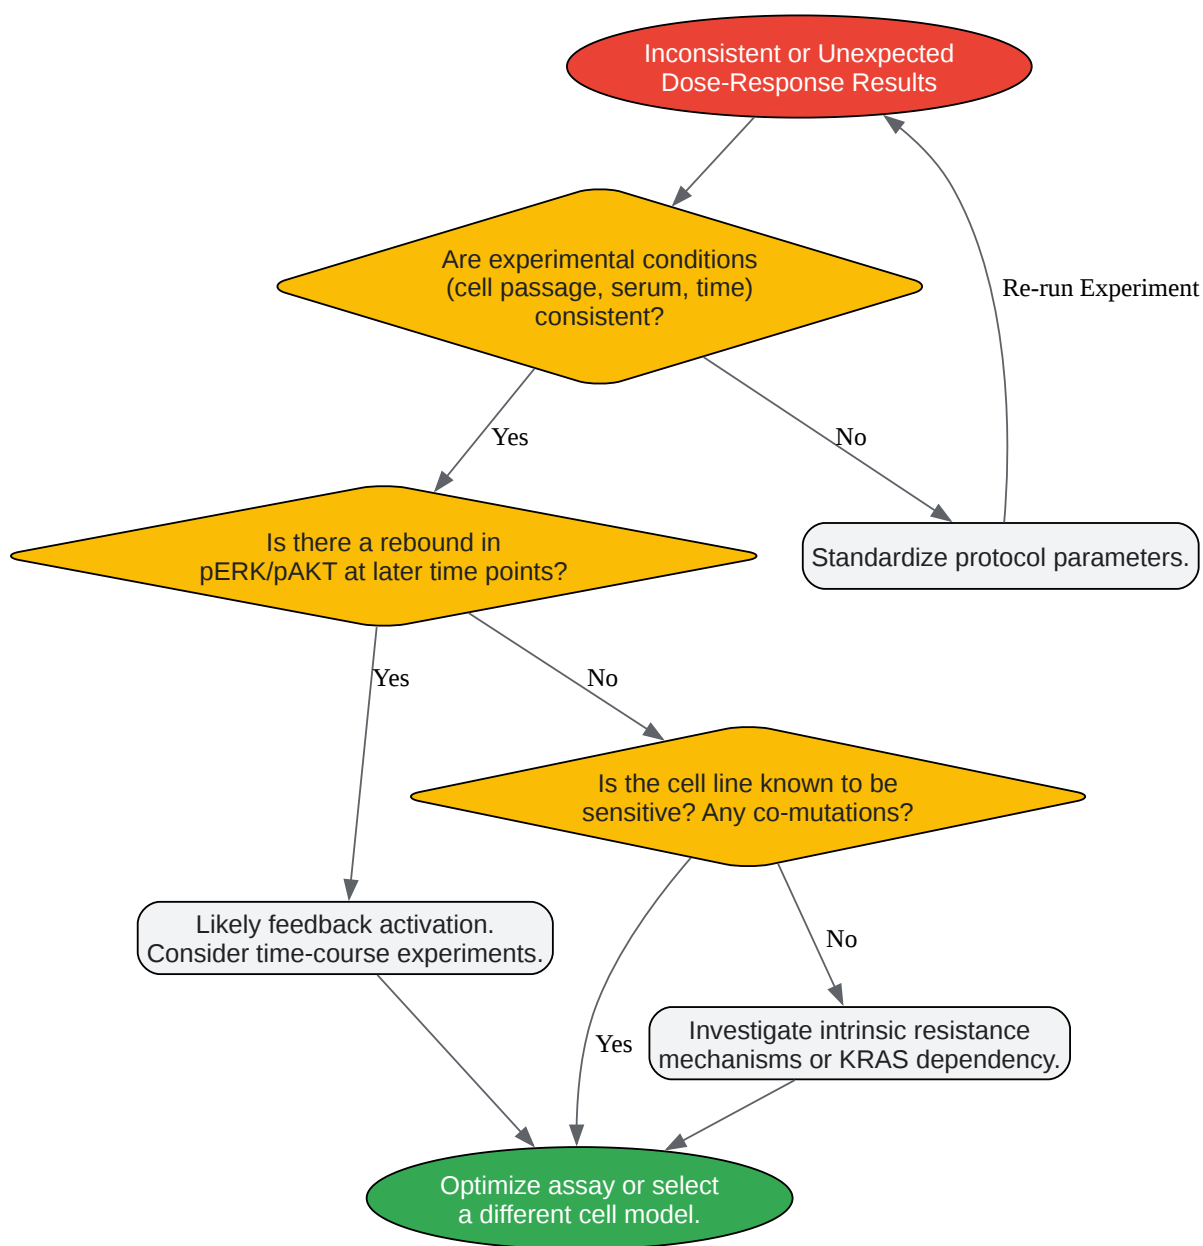 Inconsistent or Unexpected
Dose-Response Results
Are experimental conditions
(cell passage, serum, time)
consistent?
Re-run Experiment
Yes
No
Is there a rebound in
pERK/pAKT at later time points?
Standardize protocol parameters.
Yes
No
Is the cell line known to be
sensitive? Any co-mutations?
Likely feedback activation.
Consider time-course experiments.
No
Yes
Investigate intrinsic resistance
mechanisms or KRAS dependency.
Optimize assay or select
a different cell model.